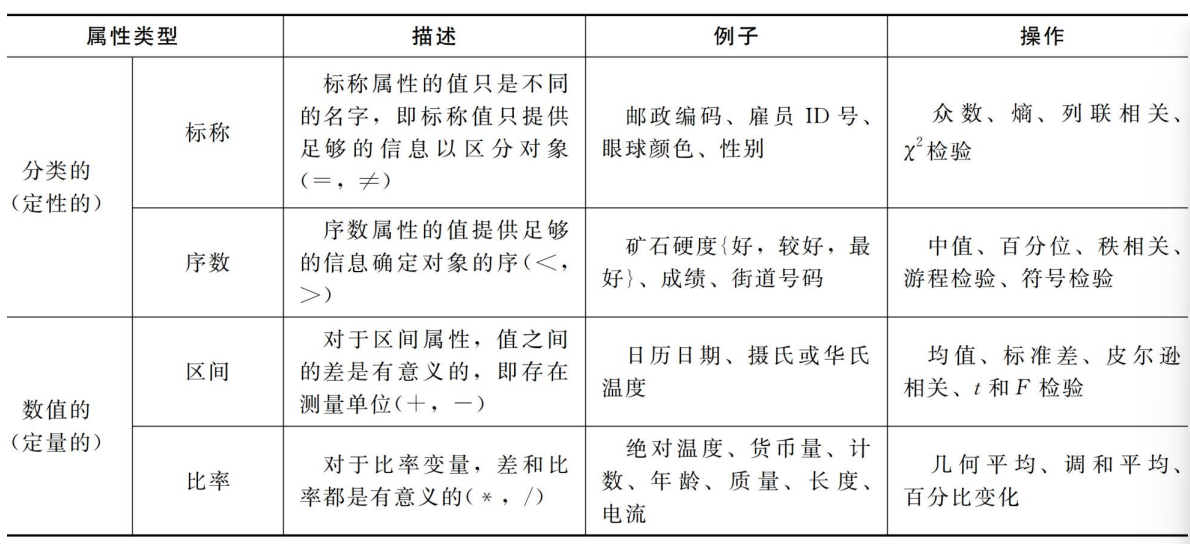 属性类型
描述
例子
操作
分类的
（定性的）
标称
标称属性的值只是不同
的名字，即标称值只提供
足够的信息以区分对象
（=，≠）
邮政编码、雇员 ID 号、
眼球颜色、性别
众数、熵、列联相关、
χ²检验
序数
序数属性的值提供足够
的信息确定对象的序(<，
>)
矿石硬度{好，较好，最
好}、成绩、街道号码
中值、百分位、秩相关、
游程检验、符号检验
数值的
（定量的）
区间
对于区间属性，值之间
的差是有意义的，即存在
测量单位(+，-)
日历日期、摄氏或华氏
温度
均值、标准差、皮尔逊
相关、t 和 F 检验
比率
对于比率变量，差和比
率都是有意义的(*，/)
绝对温度、货币量、计
数、年龄、质量、长度、
电流
几何平均、调和平均、
百分比变化